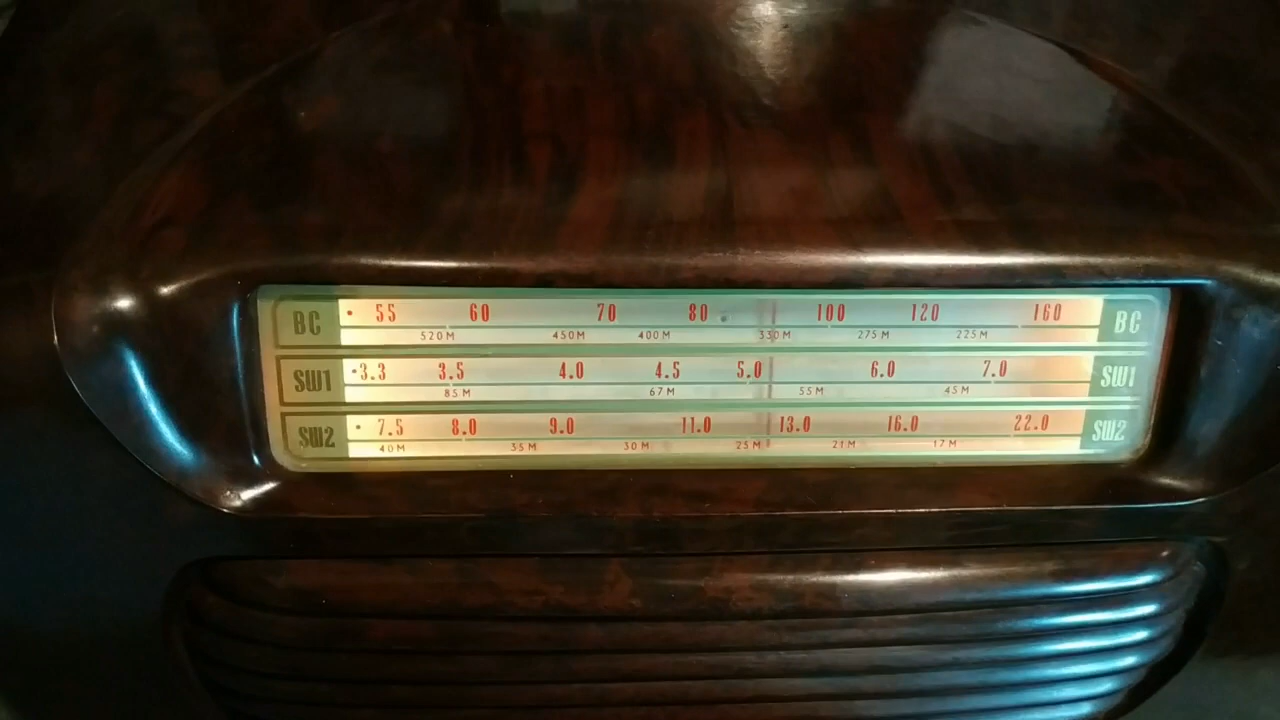 BC 55 60 70 80 100 120 160 BC
520M 450M 400M 330M 275M 225M
SW1 3.3 3.5 4.0 4.5 5.0 6.0 7.0 SW1
85M 67M 55M 45M
SW2 7.5 8.0 9.0 11.0 13.0 16.0 22.0 SW2
40M 35M 30M 25M 21M 17M